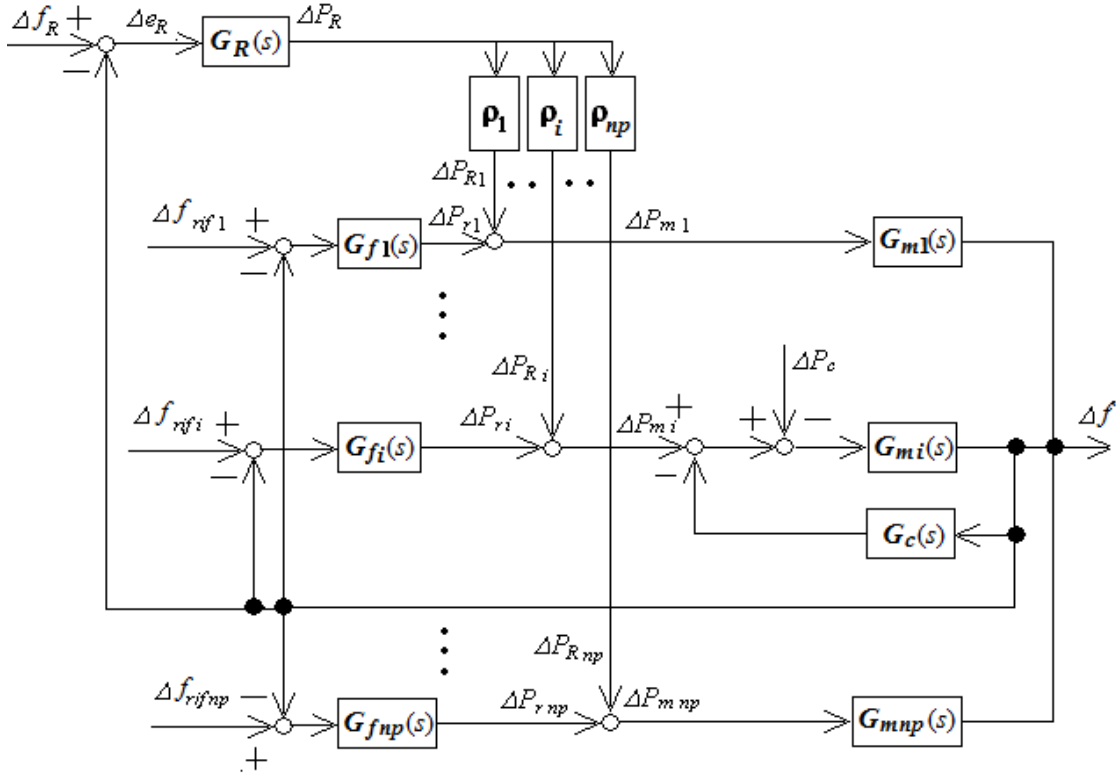 Δf_R + Δe_R G_R(s) ΔP_R
−
ρ_1 ρ_i ρ_np
ΔP_R1
Δf_rif1 + ΔP_r1 ΔP_m1
G_f1(s) G_m1(s)
−
ΔP_c
ΔP_Ri
Δf_rifi + ΔP_ri ΔP_mi + + − Δf
G_fi(s) G_mi(s)
− −
G_c(s)
ΔP_Rnp
Δf_rifnp − ΔP_rnp ΔP_mnp
G_fnp(s) G_mnp(s)
+